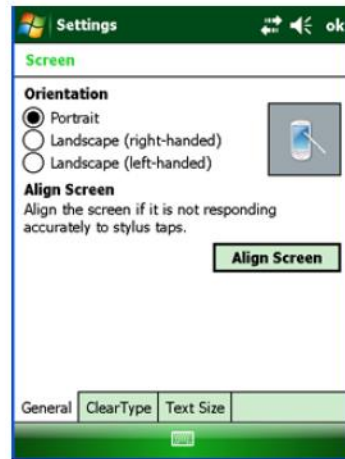 Settings ok
Screen
Orientation
Portrait
Landscape (right-handed)
Landscape (left-handed)
Align Screen
Align the screen if it is not responding
accurately to stylus taps.
Align Screen
General ClearType Text Size